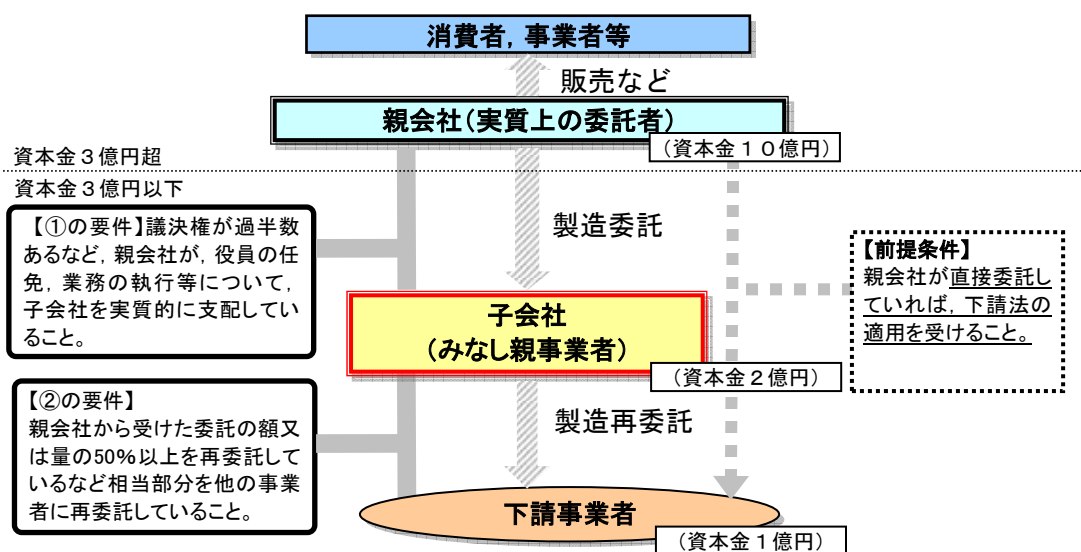 消費者，事業者等
販売など
親会社（実質上の委託者）
（資本金１０億円）
資本金３億円超
資本金３億円以下
【①の要件】議決権が過半数
あるなど，親会社が，役員の任
免，業務の執行等について，
子会社を実質的に支配してい
ること。
製造委託
【前提条件】
親会社が直接委託し
ていれば，下請法の
適用を受けること。
子会社
（みなし親事業者）
（資本金２億円）
【②の要件】
親会社から受けた委託の額又
は量の50％以上を再委託して
いるなど相当部分を他の事業
者に再委託していること。
製造再委託
下請事業者
（資本金１億円）